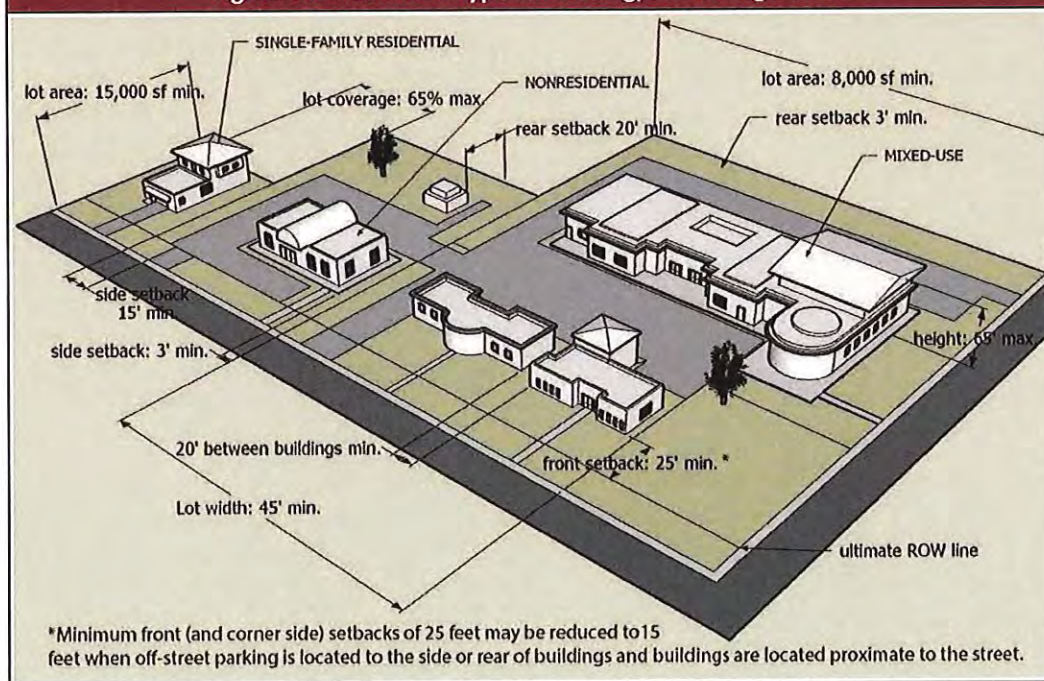 SINGLE-FAMILY RESIDENTIAL
lot area: 15,000 sf min.
NONRESIDENTIAL
lot area: 8,000 sf min.
lot coverage: 65% max.
rear setback 20' min.
rear setback 3' min.
MIXED-USE
side setback
15' min.
height: 65' max.
side setback: 3' min.
20' between buildings min.
front setback: 25' min. *
Lot width: 45' min.
ultimate ROW line
*Minimum front (and corner side) setbacks of 25 feet may be reduced to15
feet when off-street parking is located to the side or rear of buildings and buildings are located proximate to the street.